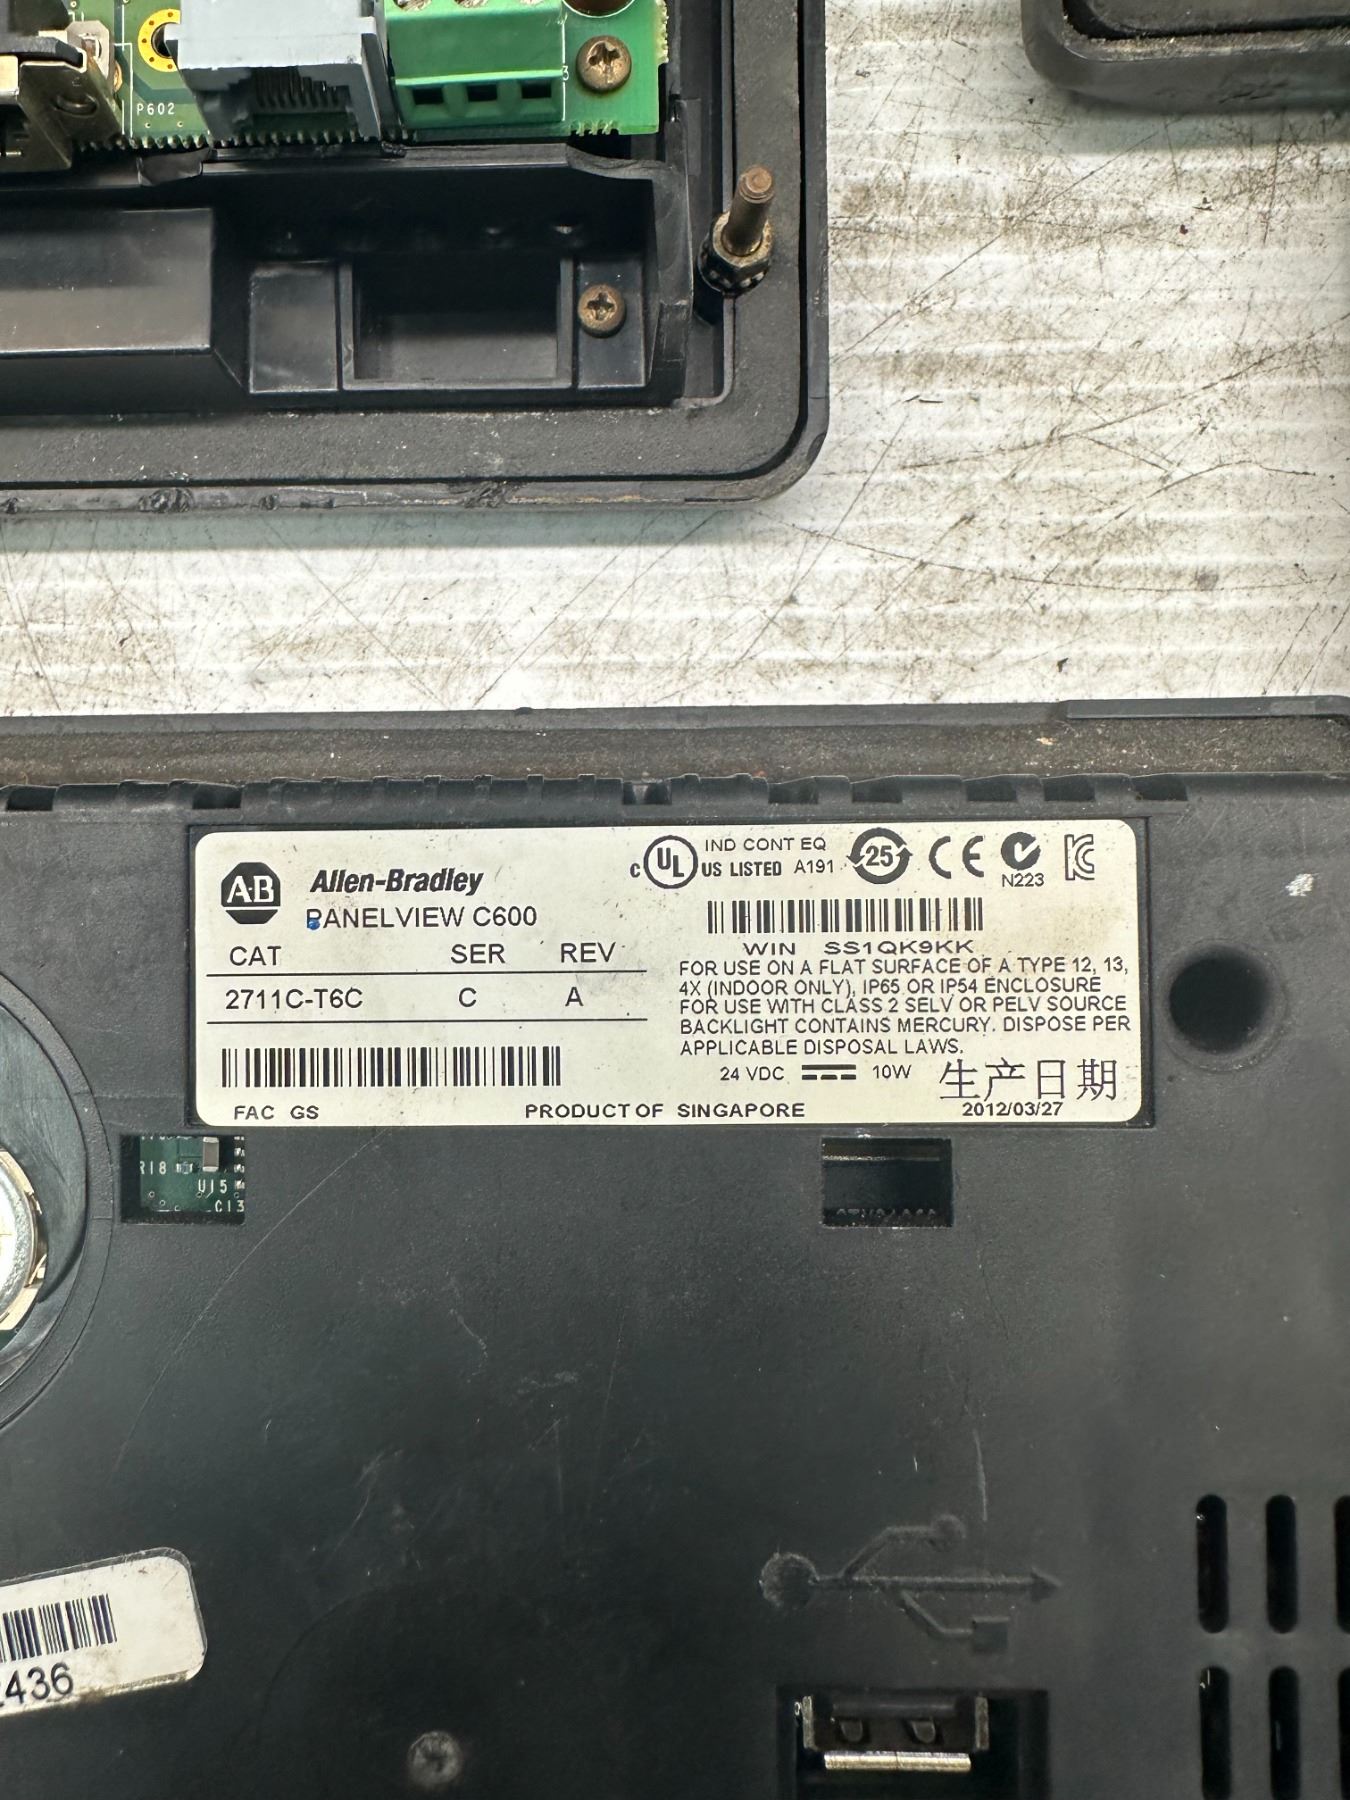 P602
3
A·B Allen-Bradley
PANELVIEW C600
CAT SER REV
2711C-T6C C A
FAC GS
PRODUCT OF SINGAPORE
c UL US LISTED
IND CONT EQ
A191
25
CE
N223
WIN SS1QK9KK
FOR USE ON A FLAT SURFACE OF A TYPE 12, 13,
4X (INDOOR ONLY), IP65 OR IP54 ENCLOSURE
FOR USE WITH CLASS 2 SELV OR PELV SOURCE
BACKLIGHT CONTAINS MERCURY. DISPOSE PER
APPLICABLE DISPOSAL LAWS.
24 VDC 10W 生产日期
2012/03/27
R18
U15
C13
2436